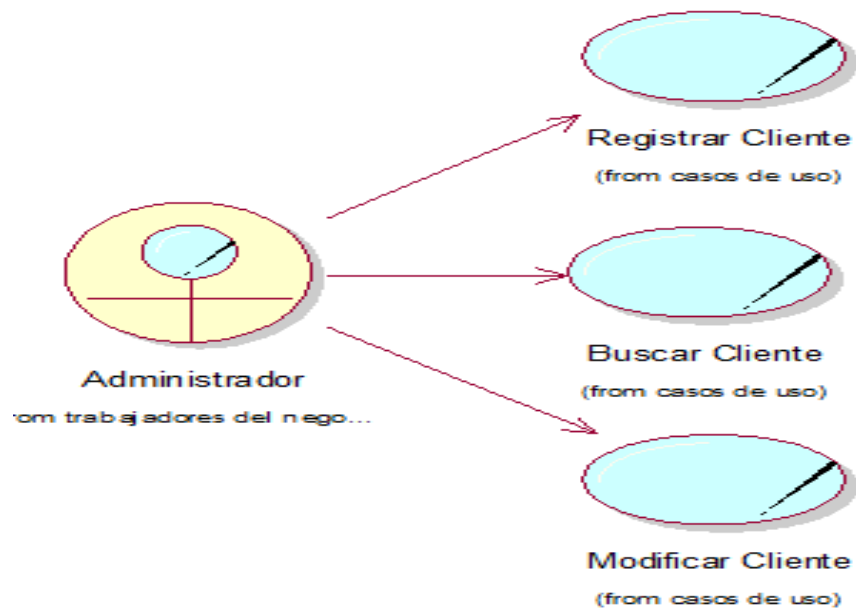 Registrar Cliente
(from casos de uso)
Administrador
rom trabajadores del nego...
Buscar Cliente
(from casos de uso)
Modificar Cliente
(from casos de uso)